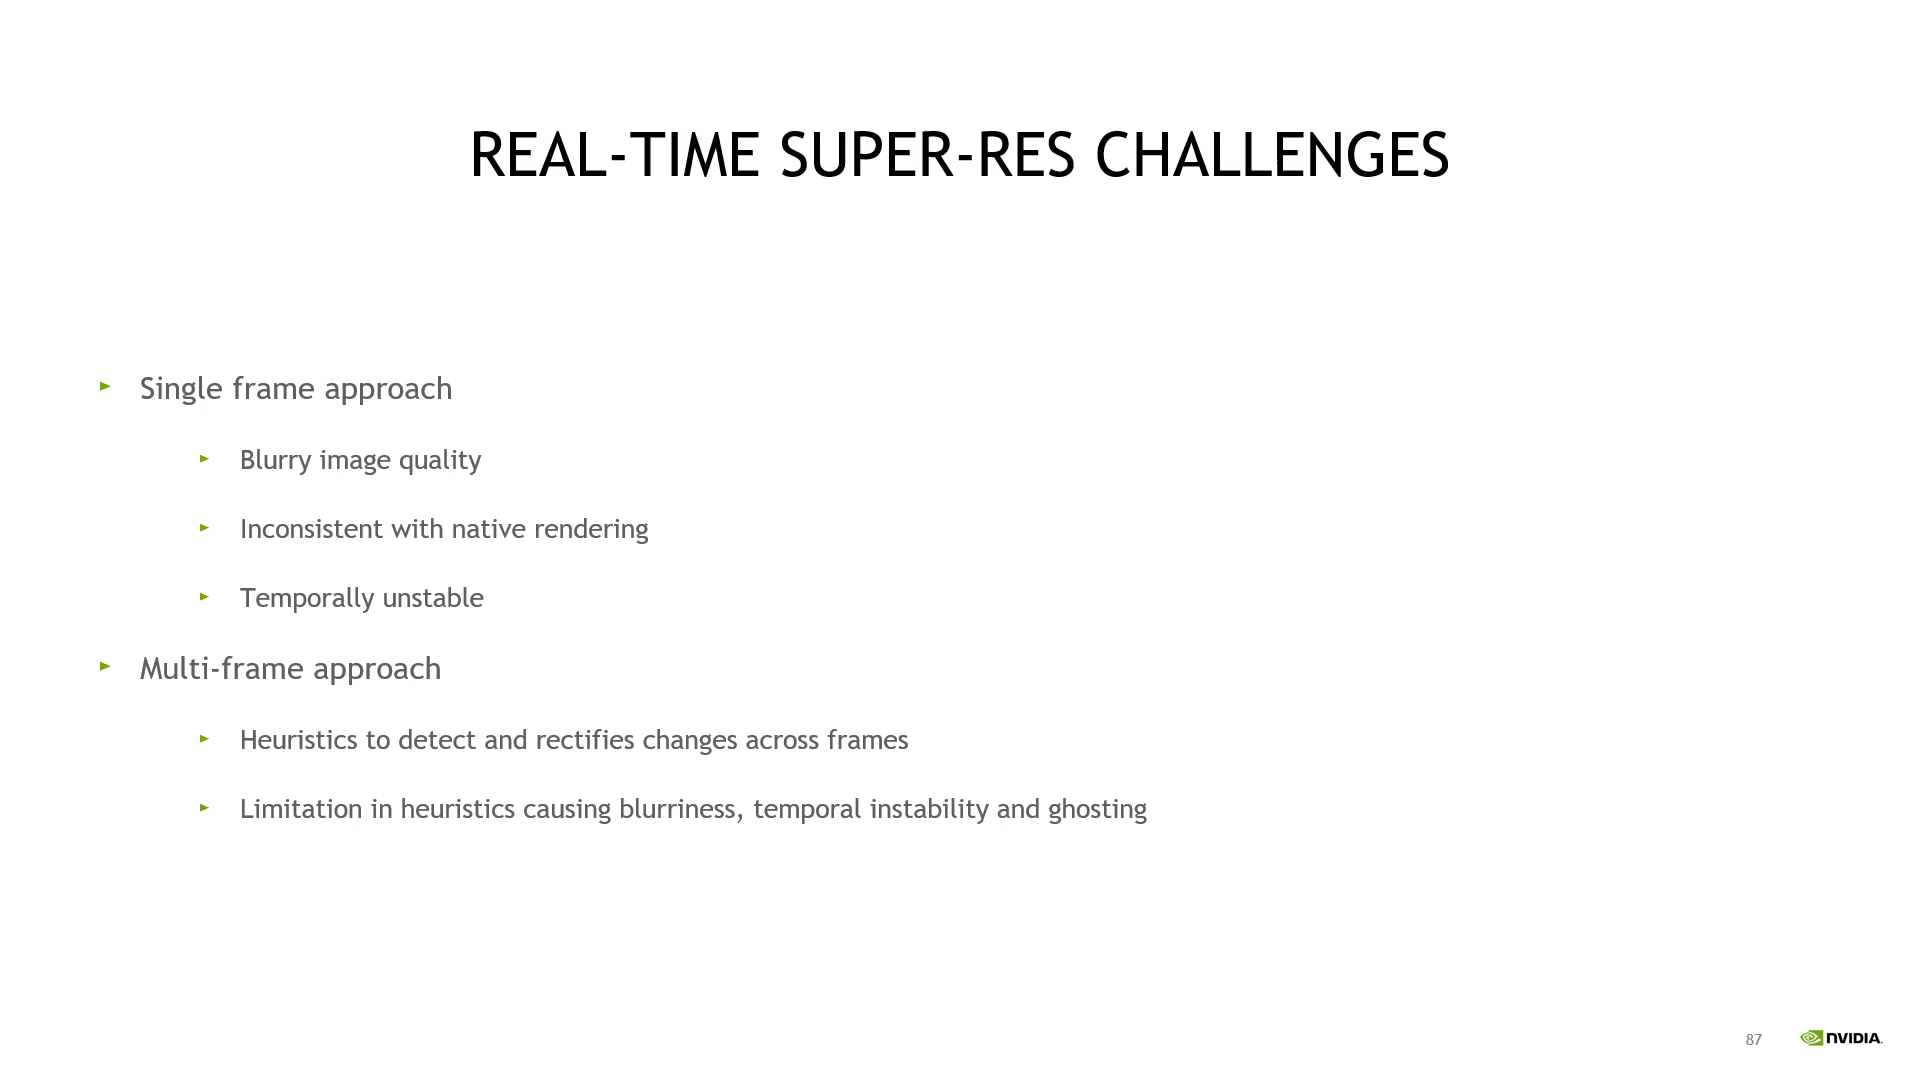 REAL-TIME SUPER-RES CHALLENGES
Single frame approach
Blurry image quality
Inconsistent with native rendering
Temporally unstable
Multi-frame approach
Heuristics to detect and rectifies changes across frames
Limitation in heuristics causing blurriness, temporal instability and ghosting
87
NVIDIA.